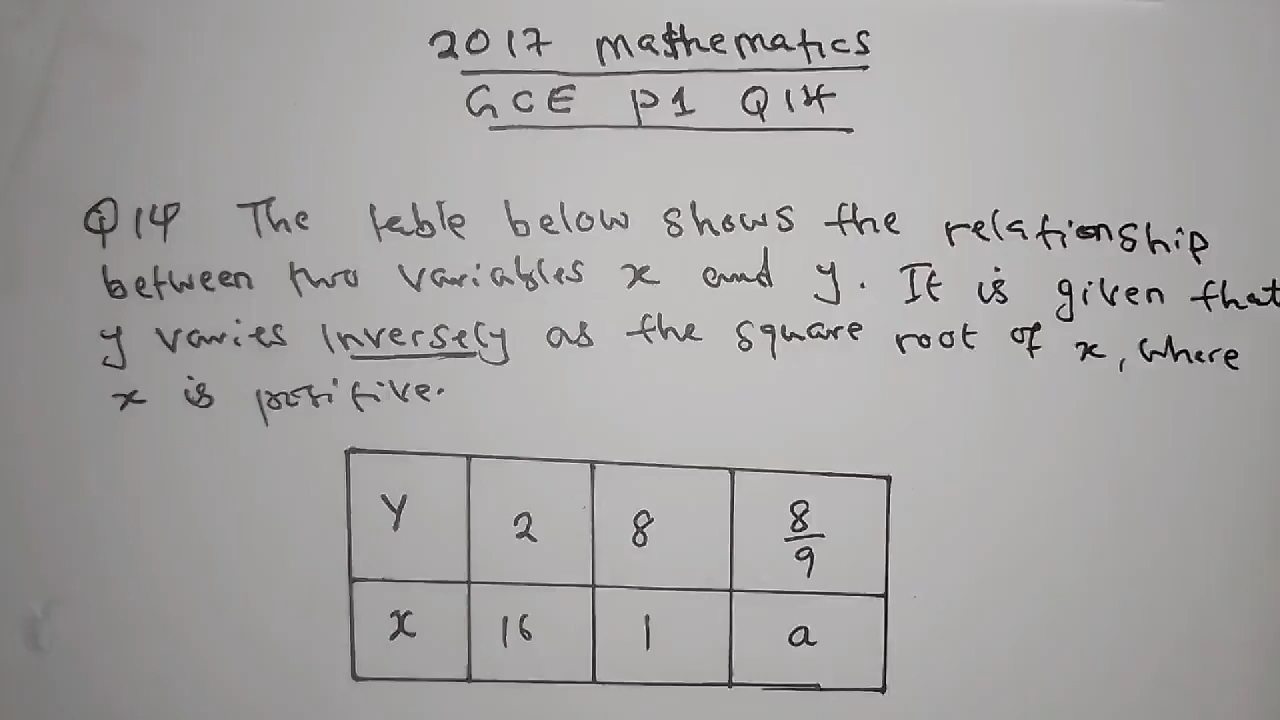 2017 mathematics
GCE P1 Q14
Q14 The table below shows the relationship
between two variables x and y. It is given that
y varies inversely as the square root of x, where
x is positive.
Y 2 8 8/9
x 16 1 a